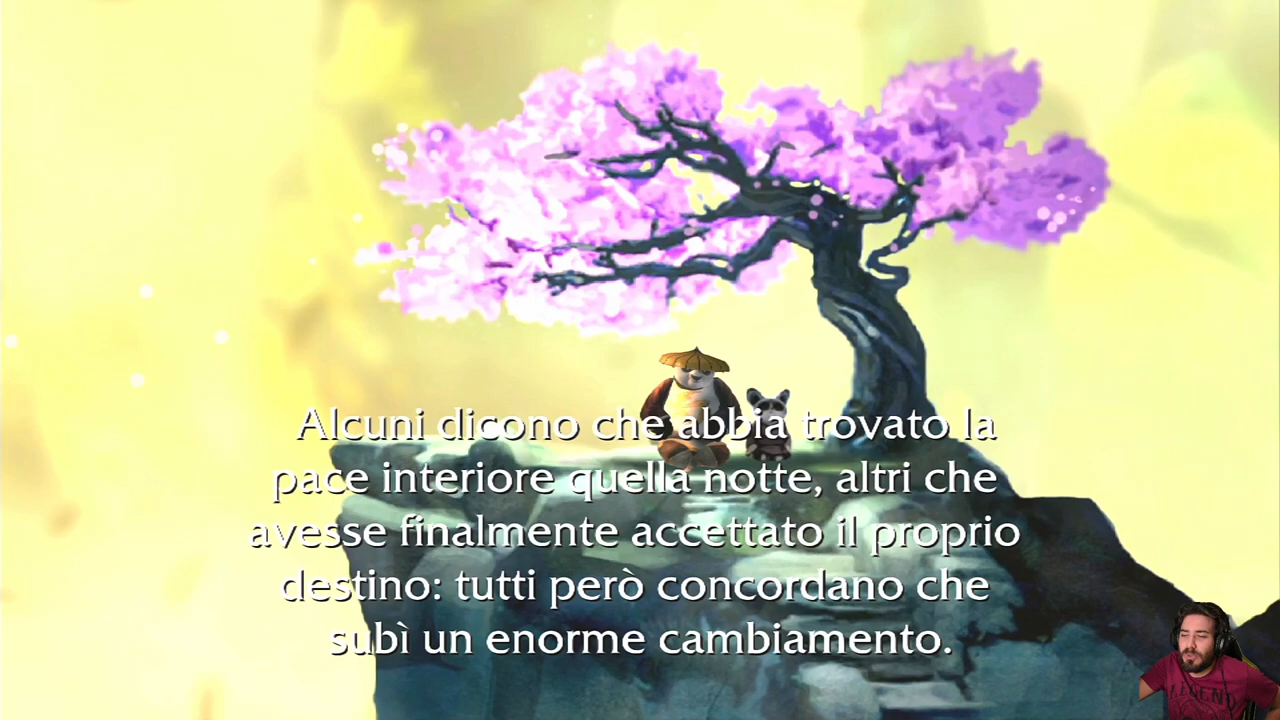 Alcuni dicono che abbia trovato la
pace interiore quella notte, altri che
avesse finalmente accettato il proprio
destino: tutti però concordano che
subì un enorme cambiamento.
LEGEND